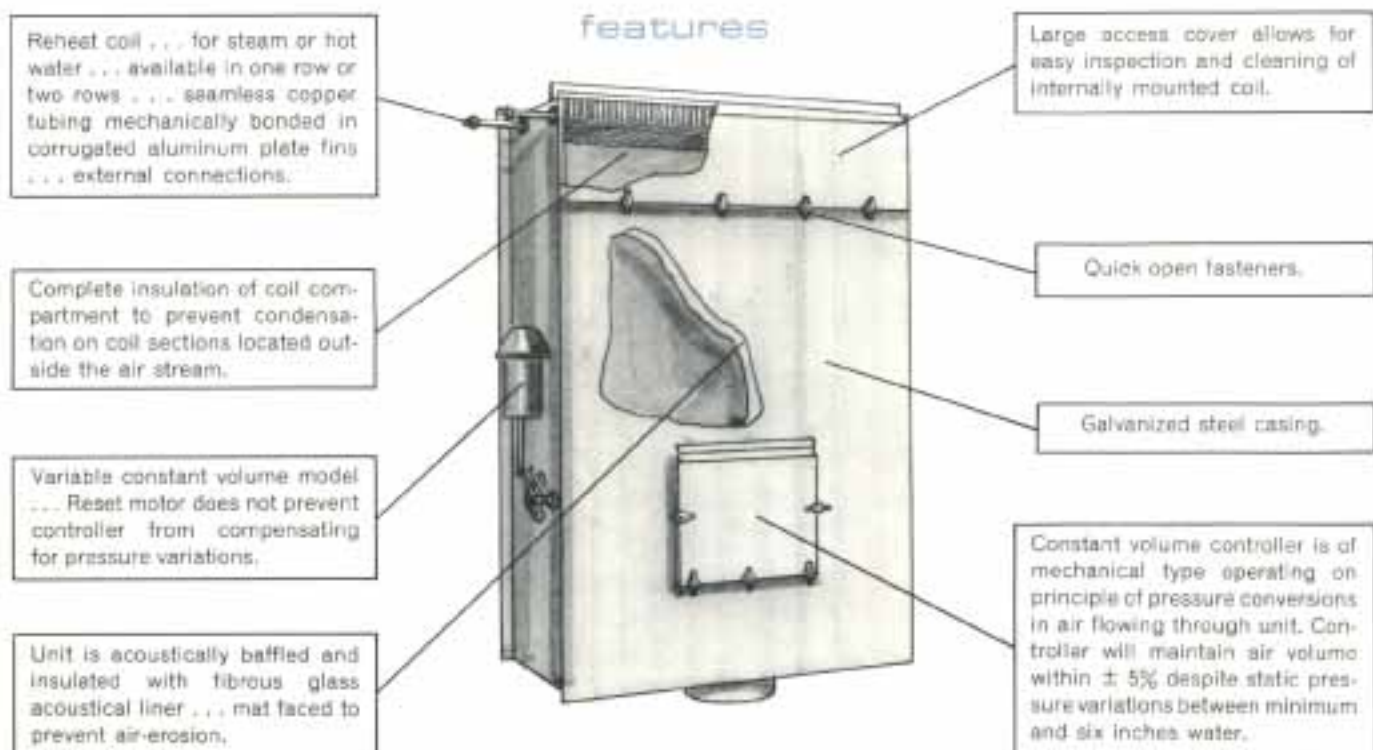 features
Reheat coil . . . for steam or hot
water . . . available in one row or
two rows . . . seamless copper
tubing mechanically bonded in
corrugated aluminum plate fins
. . . external connections.
Complete insulation of coil com-
partment to prevent condensa-
tion on coil sections located out-
side the air stream.
Variable constant volume model
. . . Reset motor does not prevent
controller from compensating
for pressure variations.
Unit is acoustically baffled and
insulated with fibrous glass
acoustical liner . . . mat faced to
prevent air-erosion.
Large access cover allows for
easy inspection and cleaning of
internally mounted coil.
Quick open fasteners.
Galvanized steel casing.
Constant volume controller is of
mechanical type operating on
principle of pressure conversions
in air flowing through unit. Con-
troller will maintain air volume
within ± 5% despite static pres-
sure variations between minimum
and six inches water.